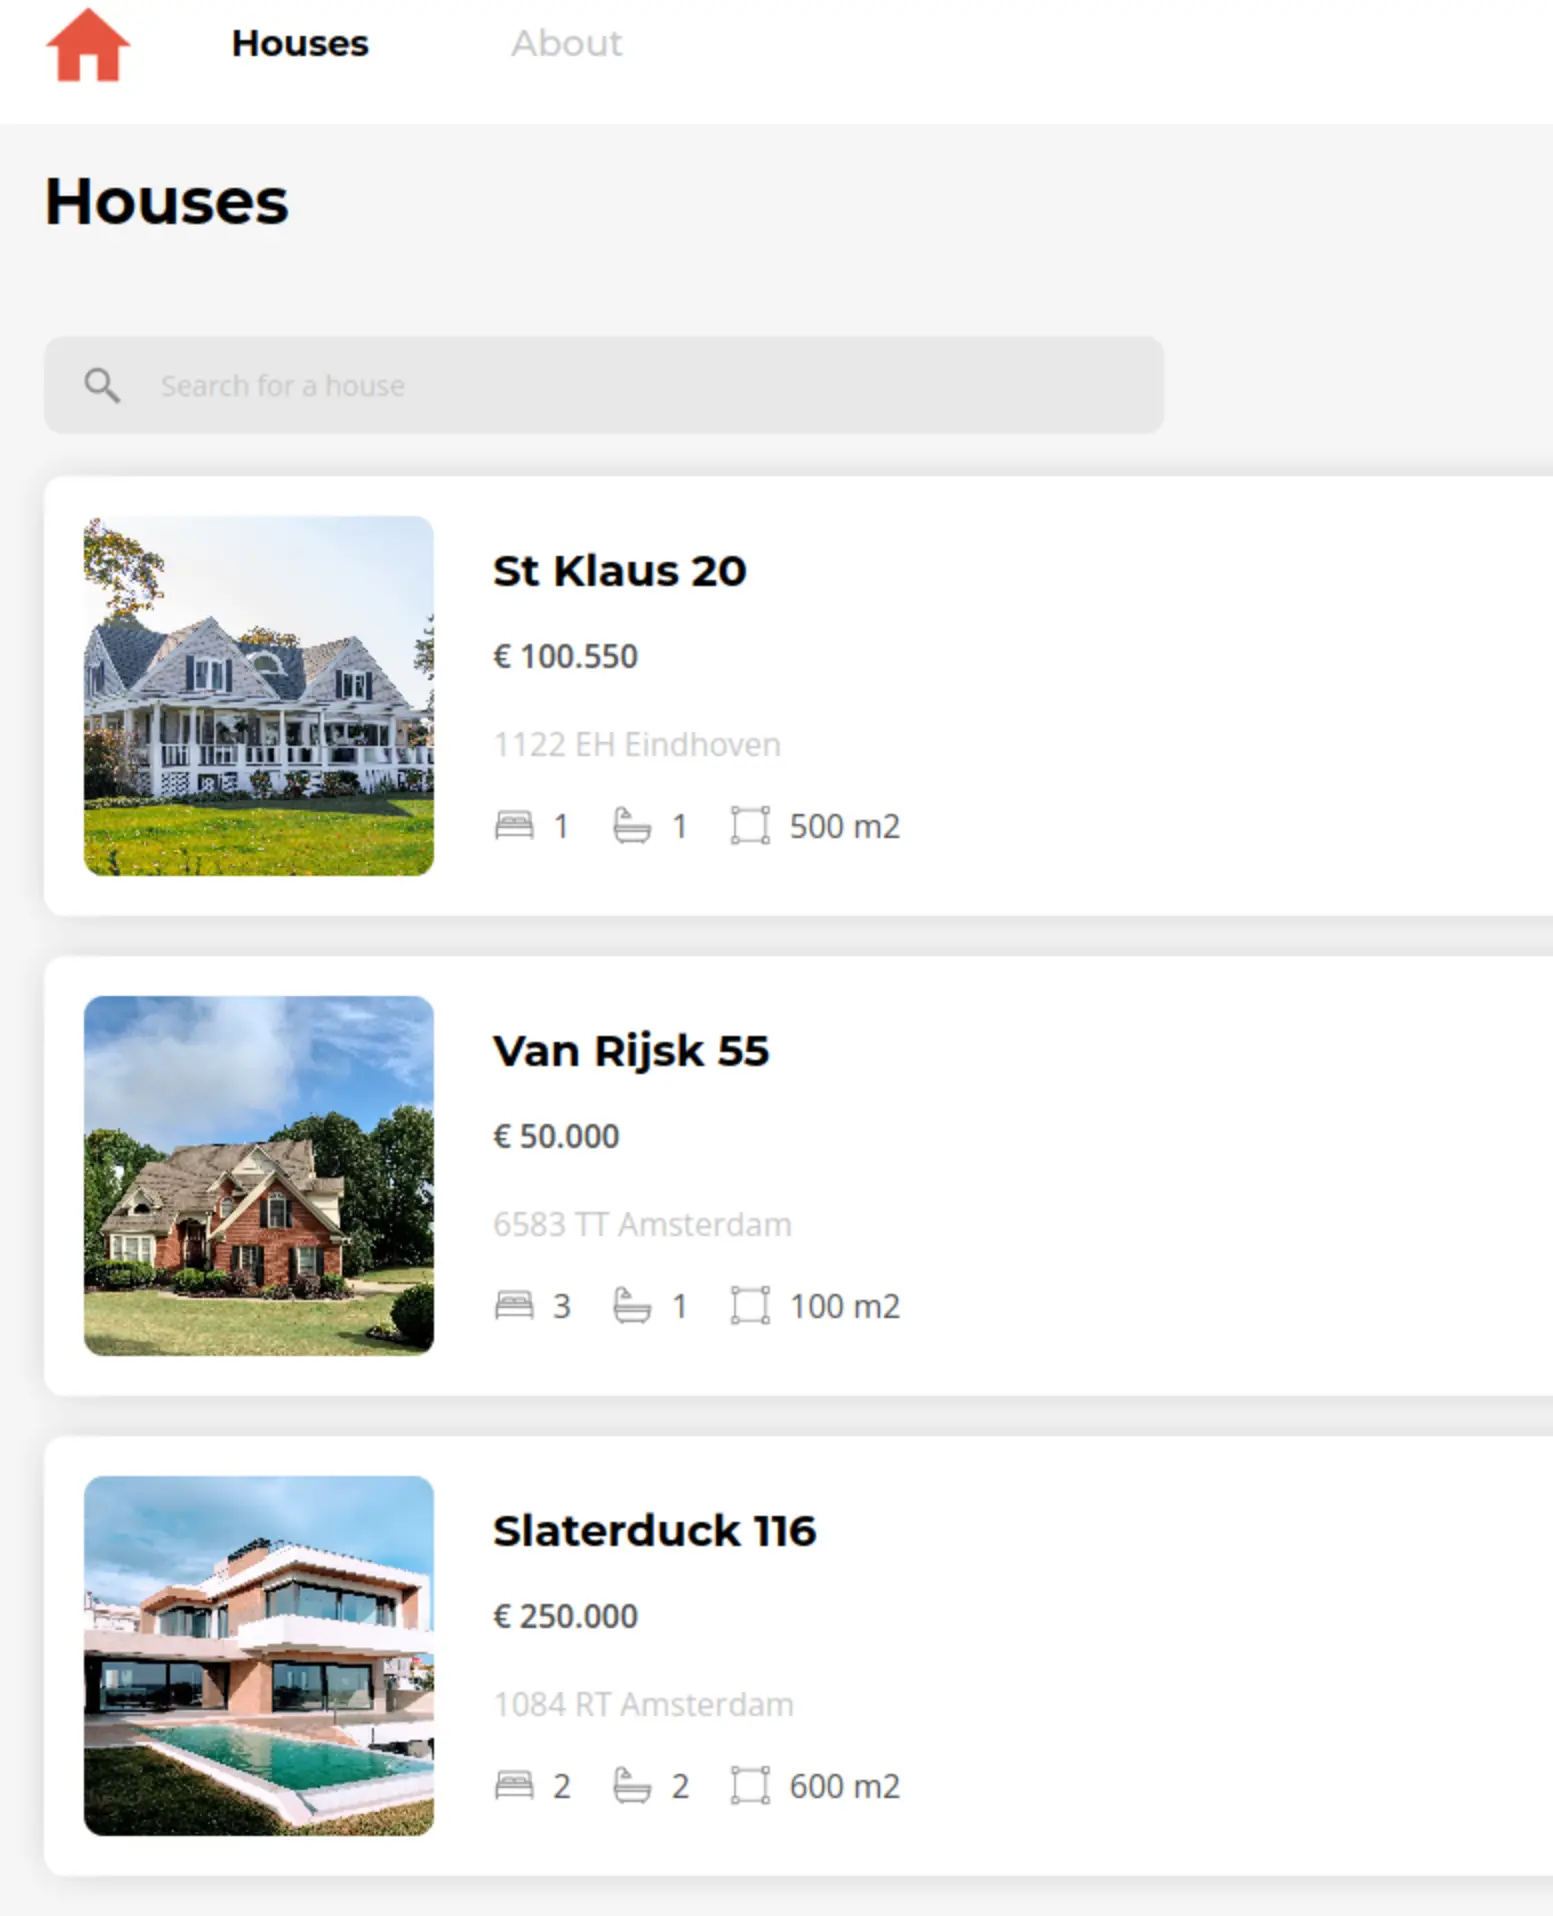 Houses About
Houses
Search for a house
St Klaus 20
€ 100.550
1122 EH Eindhoven
1 1 500 m2
Van Rijsk 55
€ 50.000
6583 TT Amsterdam
3 1 100 m2
Slaterduck 116
€ 250.000
1084 RT Amsterdam
2 2 600 m2